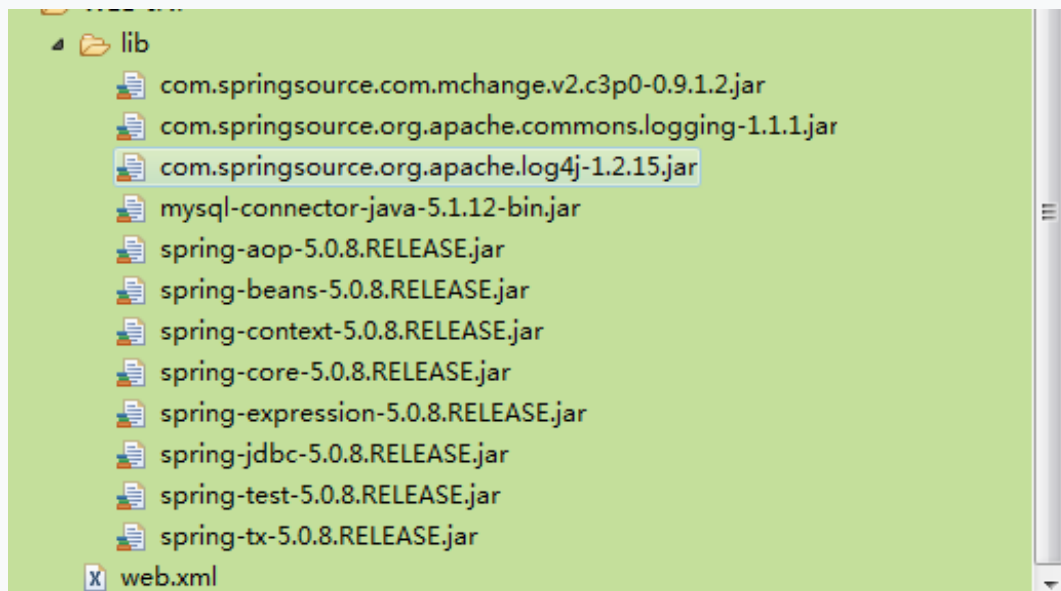 lib
com.springsource.com.mchange.v2.c3p0-0.9.1.2.jar
com.springsource.org.apache.commons.logging-1.1.1.jar
com.springsource.org.apache.log4j-1.2.15.jar
mysql-connector-java-5.1.12-bin.jar
spring-aop-5.0.8.RELEASE.jar
spring-beans-5.0.8.RELEASE.jar
spring-context-5.0.8.RELEASE.jar
spring-core-5.0.8.RELEASE.jar
spring-expression-5.0.8.RELEASE.jar
spring-jdbc-5.0.8.RELEASE.jar
spring-test-5.0.8.RELEASE.jar
spring-tx-5.0.8.RELEASE.jar
web.xml